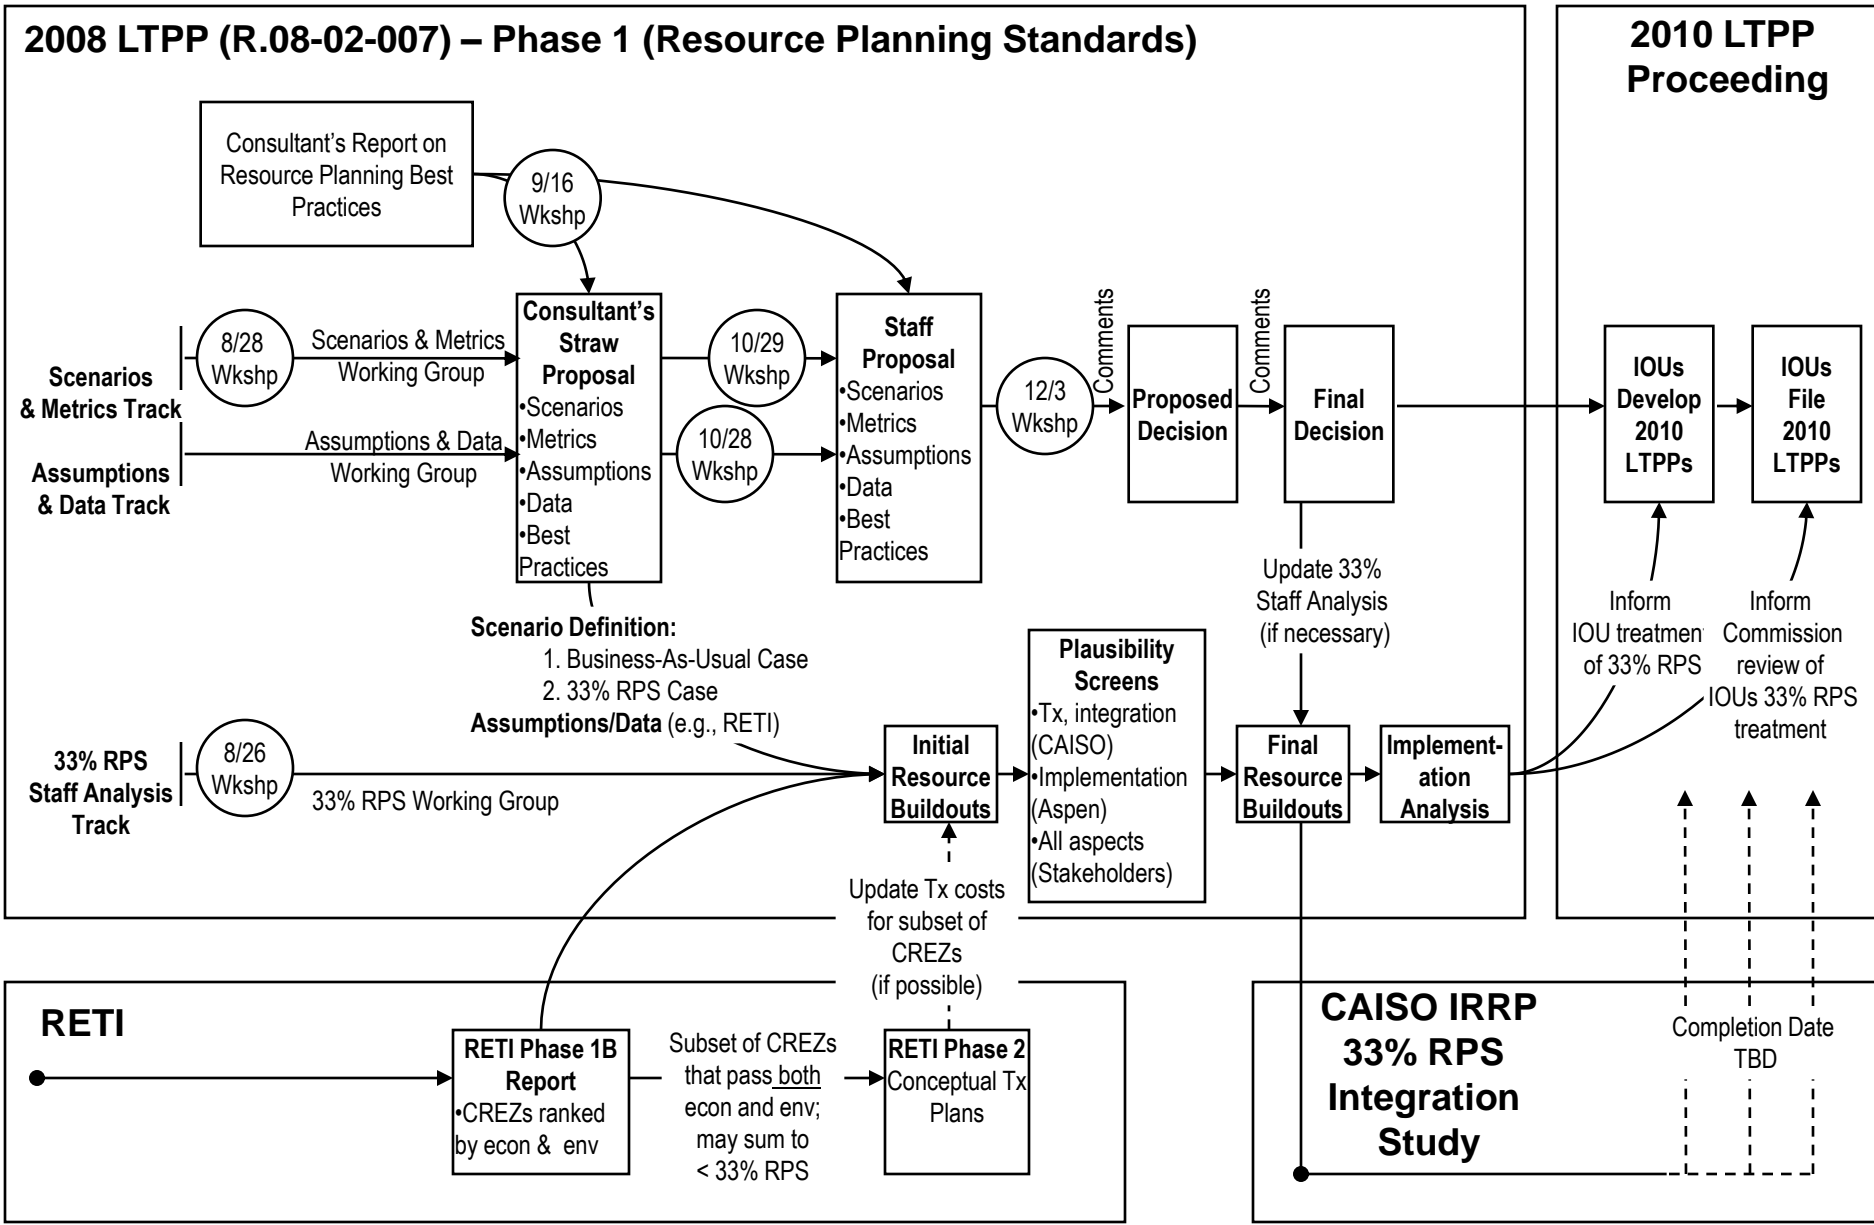 2008 LTPP (R.08-02-007) – Phase 1 (Resource Planning Standards)
2010 LTPP
Proceeding
Consultant's Report on
Resource Planning Best
Practices
9/16
Wkshp
Scenarios
& Metrics Track
8/28
Wkshp
Scenarios & Metrics
Working Group
Assumptions
& Data Track
Assumptions & Data
Working Group
Consultant's
Straw
Proposal
•Scenarios
•Metrics
•Assumptions
•Data
•Best
Practices
10/29
Wkshp
10/28
Wkshp
Staff
Proposal
•Scenarios
•Metrics
•Assumptions
•Data
•Best
Practices
12/3
Wkshp
Comments
Proposed
Decision
Comments
Final
Decision
IOUs
Develop
2010
LTPPs
IOUs
File
2010
LTPPs
Update 33%
Staff Analysis
(if necessary)
Inform
IOU treatment
of 33% RPS
Inform
Commission
review of
IOUs 33% RPS
treatment
Scenario Definition:
1. Business-As-Usual Case
2. 33% RPS Case
Assumptions/Data (e.g., RETI)
33% RPS
Staff Analysis
Track
8/26
Wkshp
33% RPS Working Group
Initial
Resource
Buildouts
Plausibility
Screens
•Tx, integration
(CAISO)
•Implementation
(Aspen)
•All aspects
(Stakeholders)
Final
Resource
Buildouts
Implement-
ation
Analysis
Update Tx costs
for subset of
CREZs
(if possible)
RETI
RETI Phase 1B
Report
•CREZs ranked
by econ & env
Subset of CREZs
that pass both
econ and env;
may sum to
< 33% RPS
RETI Phase 2
Conceptual Tx
Plans
CAISO IRRP
33% RPS
Integration
Study
Completion Date
TBD